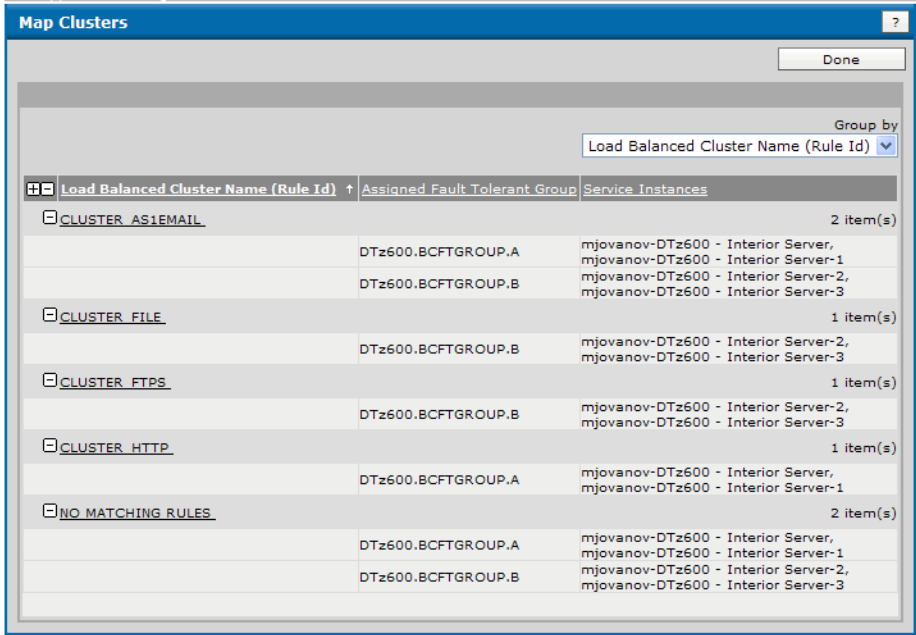 Map Clusters ?
Done
Group by
Load Balanced Cluster Name (Rule Id)
Load Balanced Cluster Name (Rule Id) ↑ Assigned Fault Tolerant Group Service Instances
CLUSTER_AS1EMAIL 2 item(s)
DTz600.BCFTGROUP.A mjovanov-DTz600 - Interior Server,
mjovanov-DTz600 - Interior Server-1
DTz600.BCFTGROUP.B mjovanov-DTz600 - Interior Server-2,
mjovanov-DTz600 - Interior Server-3
CLUSTER_FILE 1 item(s)
DTz600.BCFTGROUP.B mjovanov-DTz600 - Interior Server-2,
mjovanov-DTz600 - Interior Server-3
CLUSTER_FTPS 1 item(s)
DTz600.BCFTGROUP.B mjovanov-DTz600 - Interior Server-2,
mjovanov-DTz600 - Interior Server-3
CLUSTER_HTTP 1 item(s)
DTz600.BCFTGROUP.A mjovanov-DTz600 - Interior Server,
mjovanov-DTz600 - Interior Server-1
NO MATCHING RULES 2 item(s)
DTz600.BCFTGROUP.A mjovanov-DTz600 - Interior Server,
mjovanov-DTz600 - Interior Server-1
DTz600.BCFTGROUP.B mjovanov-DTz600 - Interior Server-2,
mjovanov-DTz600 - Interior Server-3